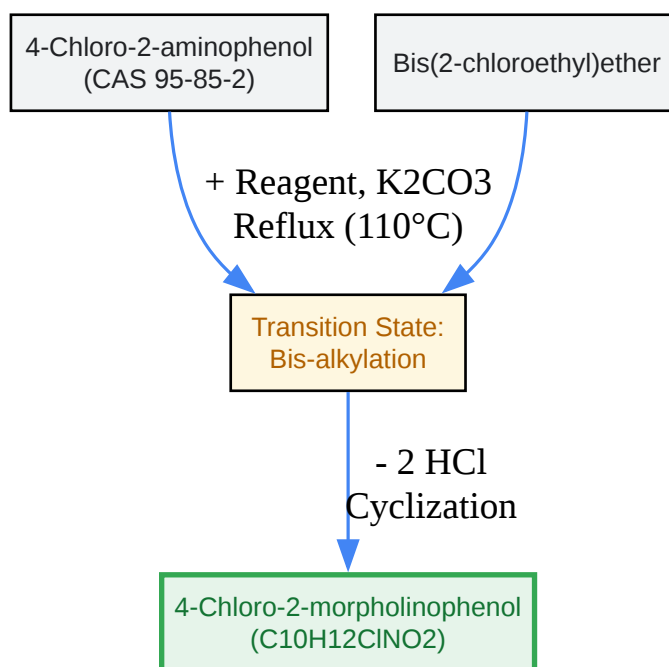 4-Chloro-2-aminophenol
(CAS 95-85-2)
Bis(2-chloroethyl)ether
+ Reagent, K2CO3
Reflux (110°C)
Transition State:
Bis-alkylation
- 2 HCl
Cyclization
4-Chloro-2-morpholinophenol
(C10H12ClNO2)